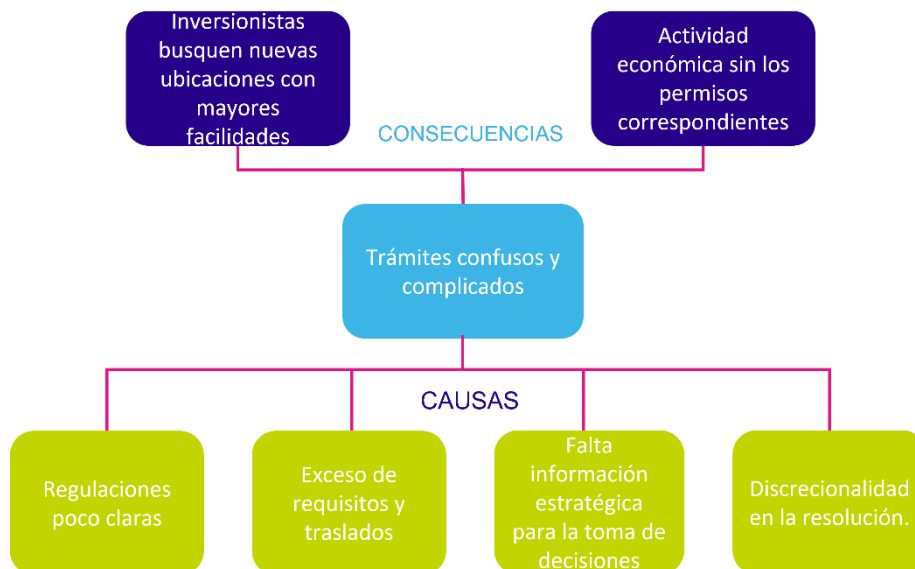 Inversionistas
busquen nuevas
ubicaciones con
mayores
facilidades
Actividad
económica sin los
permisos
correspondientes
CONSECUENCIAS
Trámites confusos y
complicados
CAUSAS
Regulaciones
poco claras
Exceso de
requisitos y
traslados
Falta
información
estratégica
para la toma de
decisiones
Discrecionalidad
en la resolución.